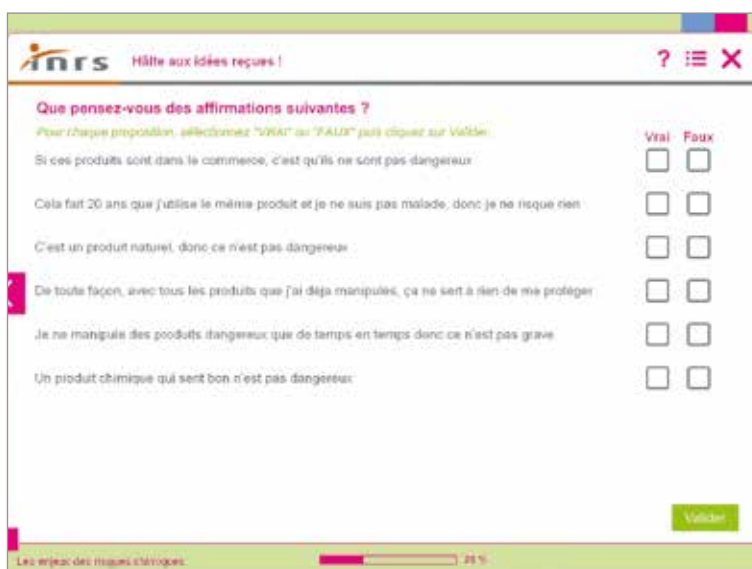 inrs Hâlte aux idées reçues !
? X
Que pensez-vous des affirmations suivantes ?
Pour chaque proposition, sélectionnez "VRAI" ou "FAUX" puis cliquez sur Valider.
Vrai Faux
Si ces produits sont dans le commerce, c'est qu'ils ne sont pas dangereux
Cela fait 20 ans que j'utilise le même produit et je ne suis pas malade, donc je ne risque rien
C'est un produit naturel, donc ce n'est pas dangereux
De toute façon, avec tous les produits que j'ai déja manipulés, ça ne sert à rien de me protéger
Je ne manipule des produits dangereux que de temps en temps donc ce n'est pas grave
Un produit chimique qui sent bon n'est pas dangereux
Valider
Les enjeux des risques chimiques